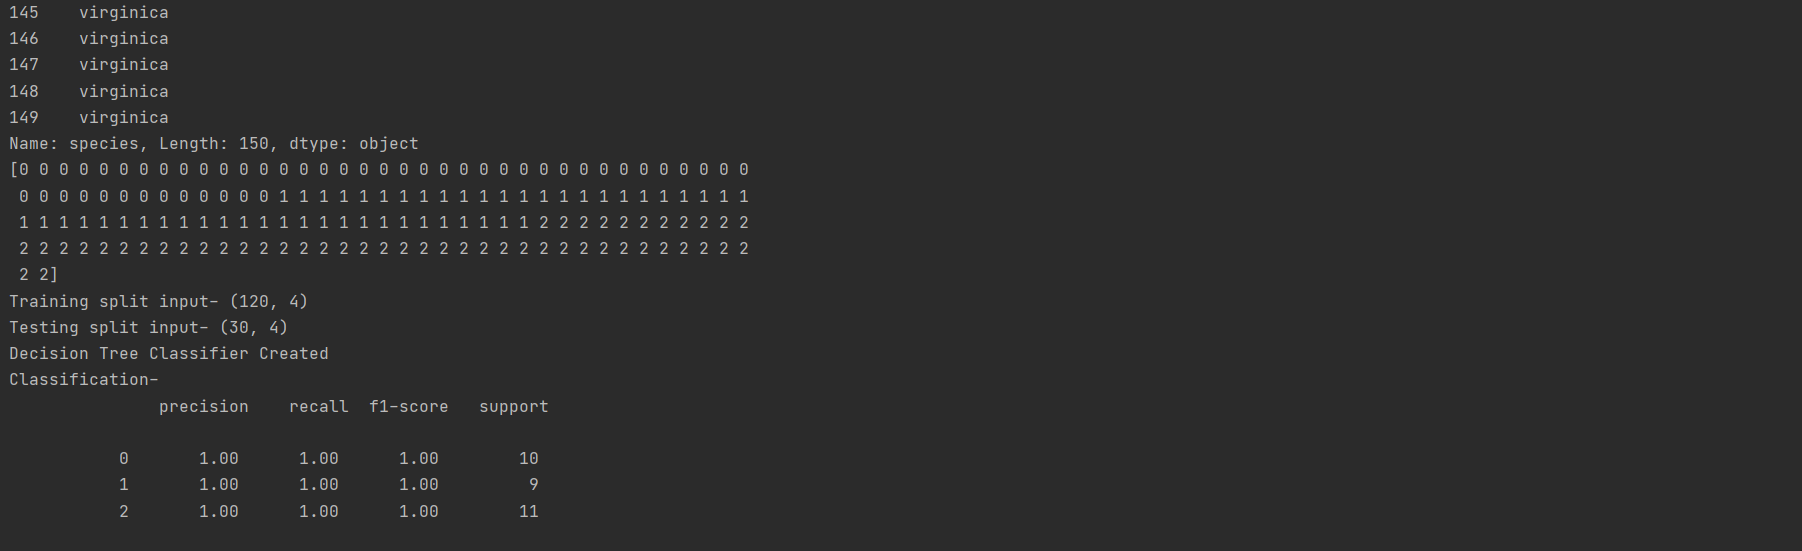 145    virginica
146    virginica
147    virginica
148    virginica
149    virginica
Name: species, Length: 150, dtype: object
[0 0 0 0 0 0 0 0 0 0 0 0 0 0 0 0 0 0 0 0 0 0 0 0 0 0 0 0 0 0 0 0 0 0 0 0 0
 0 0 0 0 0 0 0 0 0 0 0 0 0 1 1 1 1 1 1 1 1 1 1 1 1 1 1 1 1 1 1 1 1 1 1 1 1
 1 1 1 1 1 1 1 1 1 1 1 1 1 1 1 1 1 1 1 1 1 1 1 1 1 1 2 2 2 2 2 2 2 2 2 2 2
 2 2 2 2 2 2 2 2 2 2 2 2 2 2 2 2 2 2 2 2 2 2 2 2 2 2 2 2 2 2 2 2 2 2 2 2 2
 2 2]
Training split input- (120, 4)
Testing split input- (30, 4)
Decision Tree Classifier Created
Classification-
               precision    recall  f1-score   support

           0       1.00      1.00      1.00        10
           1       1.00      1.00      1.00         9
           2       1.00      1.00      1.00        11